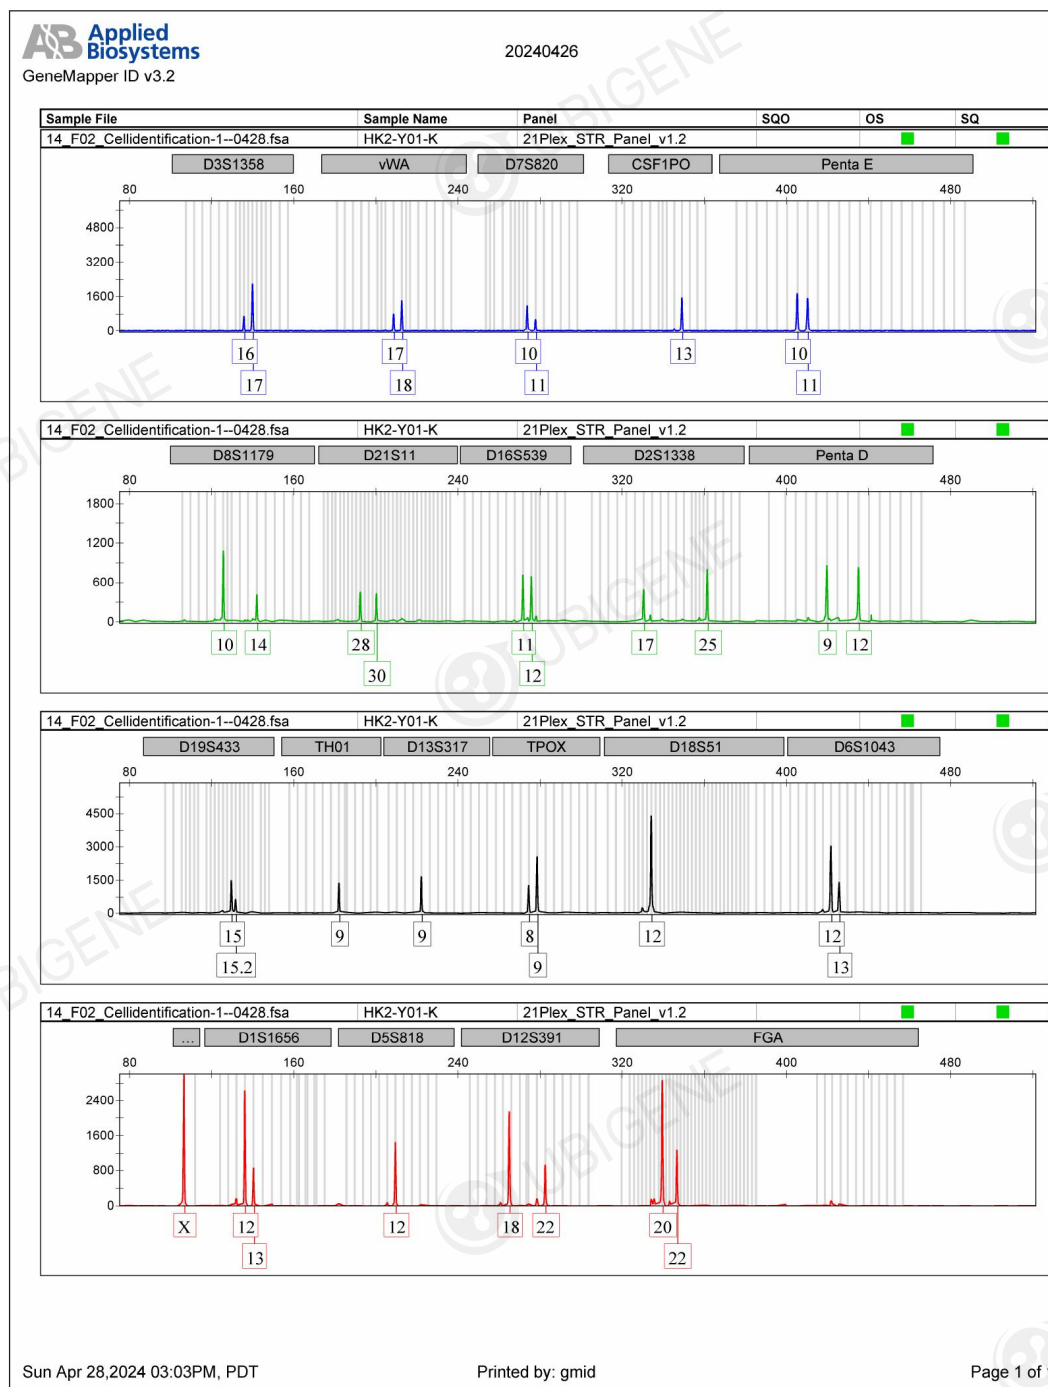 AB Applied
Biosystems
GeneMapper ID v3.2
20240426
Sample File Sample Name Panel SQO OS SQ
14_F02_Cellidentification-1--0428.fsa HK2-Y01-K 21Plex_STR_Panel_v1.2
D3S1358 vWA D7S820 CSF1PO Penta E
80 160 240 320 400 480
4800
3200
1600
0
16 17 10 13 10
17 18 11 11
14_F02_Cellidentification-1--0428.fsa HK2-Y01-K 21Plex_STR_Panel_v1.2
D8S1179 D21S11 D16S539 D2S1338 Penta D
80 160 240 320 400 480
1800
1200
600
0
10 14 28 11 17 25 9 12
30 12
14_F02_Cellidentification-1--0428.fsa HK2-Y01-K 21Plex_STR_Panel_v1.2
D19S433 TH01 D13S317 TPOX D18S51 D6S1043
80 160 240 320 400 480
4500
3000
1500
0
15 9 9 8 12 12
15.2 9 13
14_F02_Cellidentification-1--0428.fsa HK2-Y01-K 21Plex_STR_Panel_v1.2
... D1S1656 D5S818 D12S391 FGA
80 160 240 320 400 480
2400
1600
800
0
X 12 12 18 22 20
13 22
Sun Apr 28,2024 03:03PM, PDT Printed by: gmid Page 1 of
UBIGENE
UBIGENE
UBIGENE
UBIGENE
UBIGENE